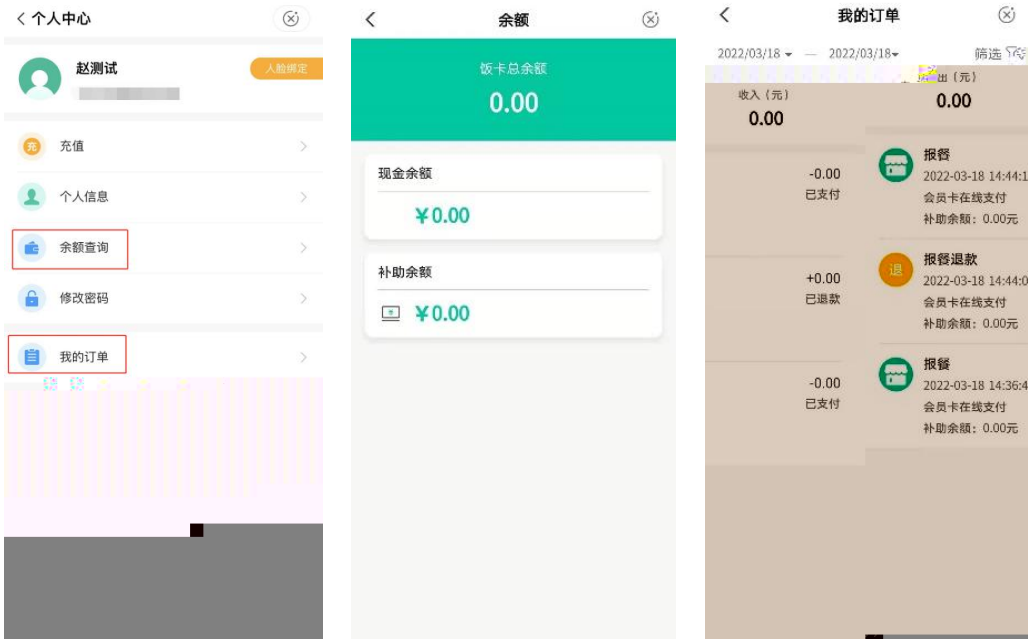 个人中心
赵测试
人脸绑定
充
充值
个人信息
余额查询
修改密码
我的订单
余额
饭卡总余额
0.00
现金余额
￥0.00
补助余额
￥0.00
我的订单
2022/03/18 — 2022/03/18
筛选
出（元）
0.00
收入（元）
0.00
报餐
2022-03-18 14:44:1
会员卡在线支付
补助余额：0.00元
-0.00
已支付
退
报餐退款
2022-03-18 14:44:0
会员卡在线支付
补助余额：0.00元
+0.00
已退款
报餐
2022-03-18 14:36:4
会员卡在线支付
补助余额：0.00元
-0.00
已支付